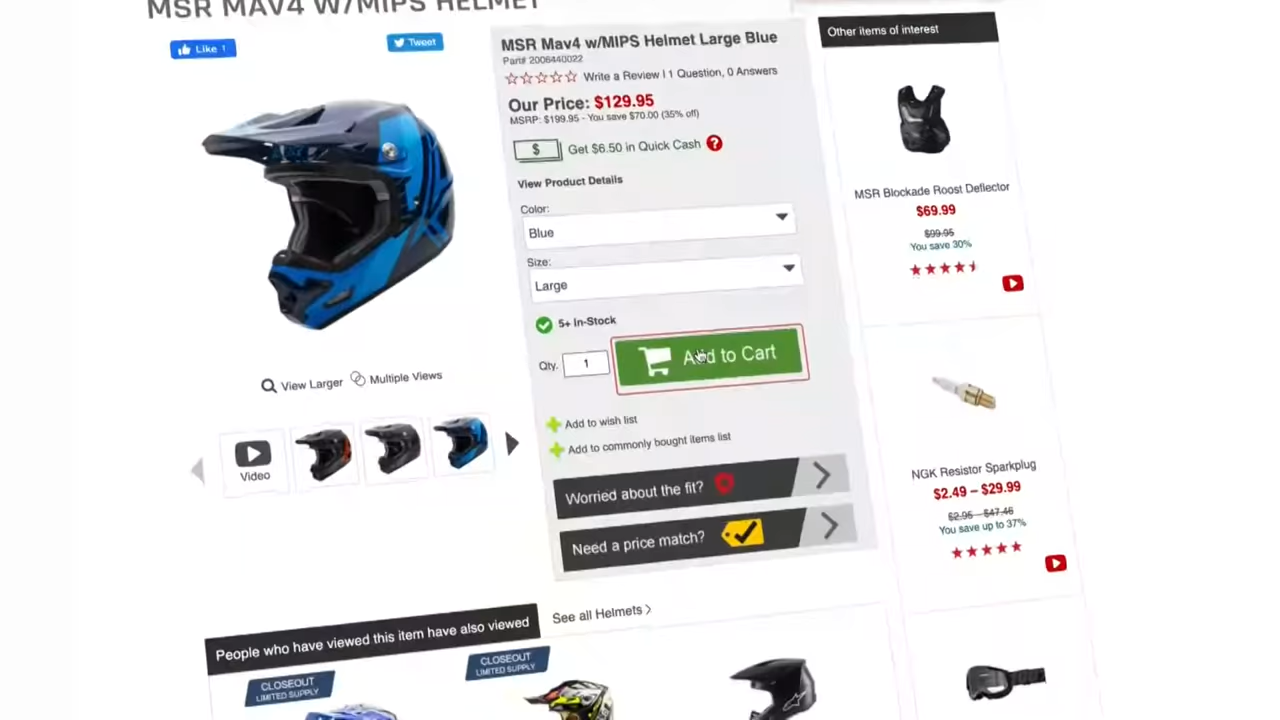 MSR MAV4 W/MIPS HELMET
Like 1
Tweet
MSR Mav4 w/MIPS Helmet Large Blue
Part# 2006440022
Write a Review | 1 Question, 0 Answers
Our Price: $129.95
MSRP: $199.95 - You save $70.00 (35% off)
$ Get $6.50 in Quick Cash ?
View Product Details
Color:
Blue
Size:
Large
5+ In-Stock
Qty. 1
Add to Cart
Add to wish list
Add to commonly bought items list
Worried about the fit?
Need a price match?
View Larger
Multiple Views
Video
Other items of interest
MSR Blockade Roost Deflector
$69.99
$99.95
You save 30%
NGK Resistor Sparkplug
$2.49 – $29.99
$2.95 – $47.46
You save up to 37%
People who have viewed this item have also viewed
See all Helmets
CLOSEOUT
LIMITED SUPPLY
CLOSEOUT
LIMITED SUPPLY